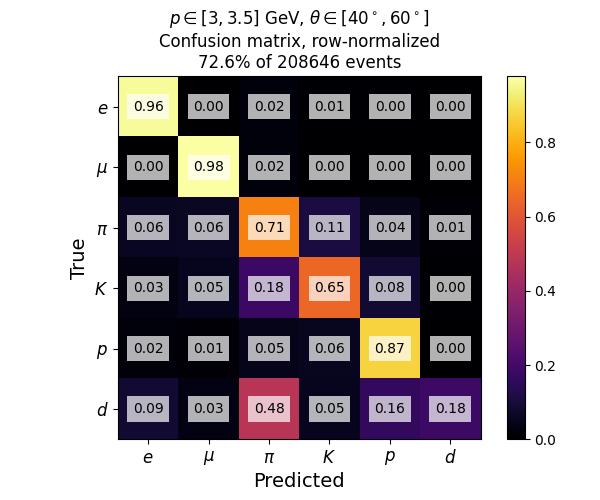 p ∈ [3, 3.5] GeV, θ ∈ [40°, 60°]
Confusion matrix, row-normalized
72.6% of 208646 events
e 0.96 0.00 0.02 0.01 0.00 0.00
μ 0.00 0.98 0.02 0.00 0.00 0.00
π 0.06 0.06 0.71 0.11 0.04 0.01
K 0.03 0.05 0.18 0.65 0.08 0.00
p 0.02 0.01 0.05 0.06 0.87 0.00
d 0.09 0.03 0.48 0.05 0.16 0.18
e μ π K p d
True
Predicted
0.8
0.6
0.4
0.2
0.0